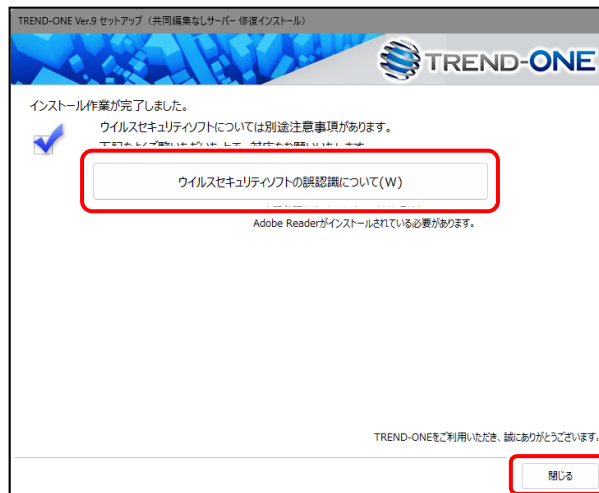 TREND-ONE Ver.9 セットアップ（共同編集なしサーバー 修復インストール）
TREND-ONE
インストール作業が完了しました。
ウイルスセキュリティソフトについては別途注意事項があります。
ウイルスセキュリティソフトの誤認識について(W)
Adobe Readerがインストールされている必要があります。
TREND-ONEをご利用いただき、誠にありがとうございます。
閉じる